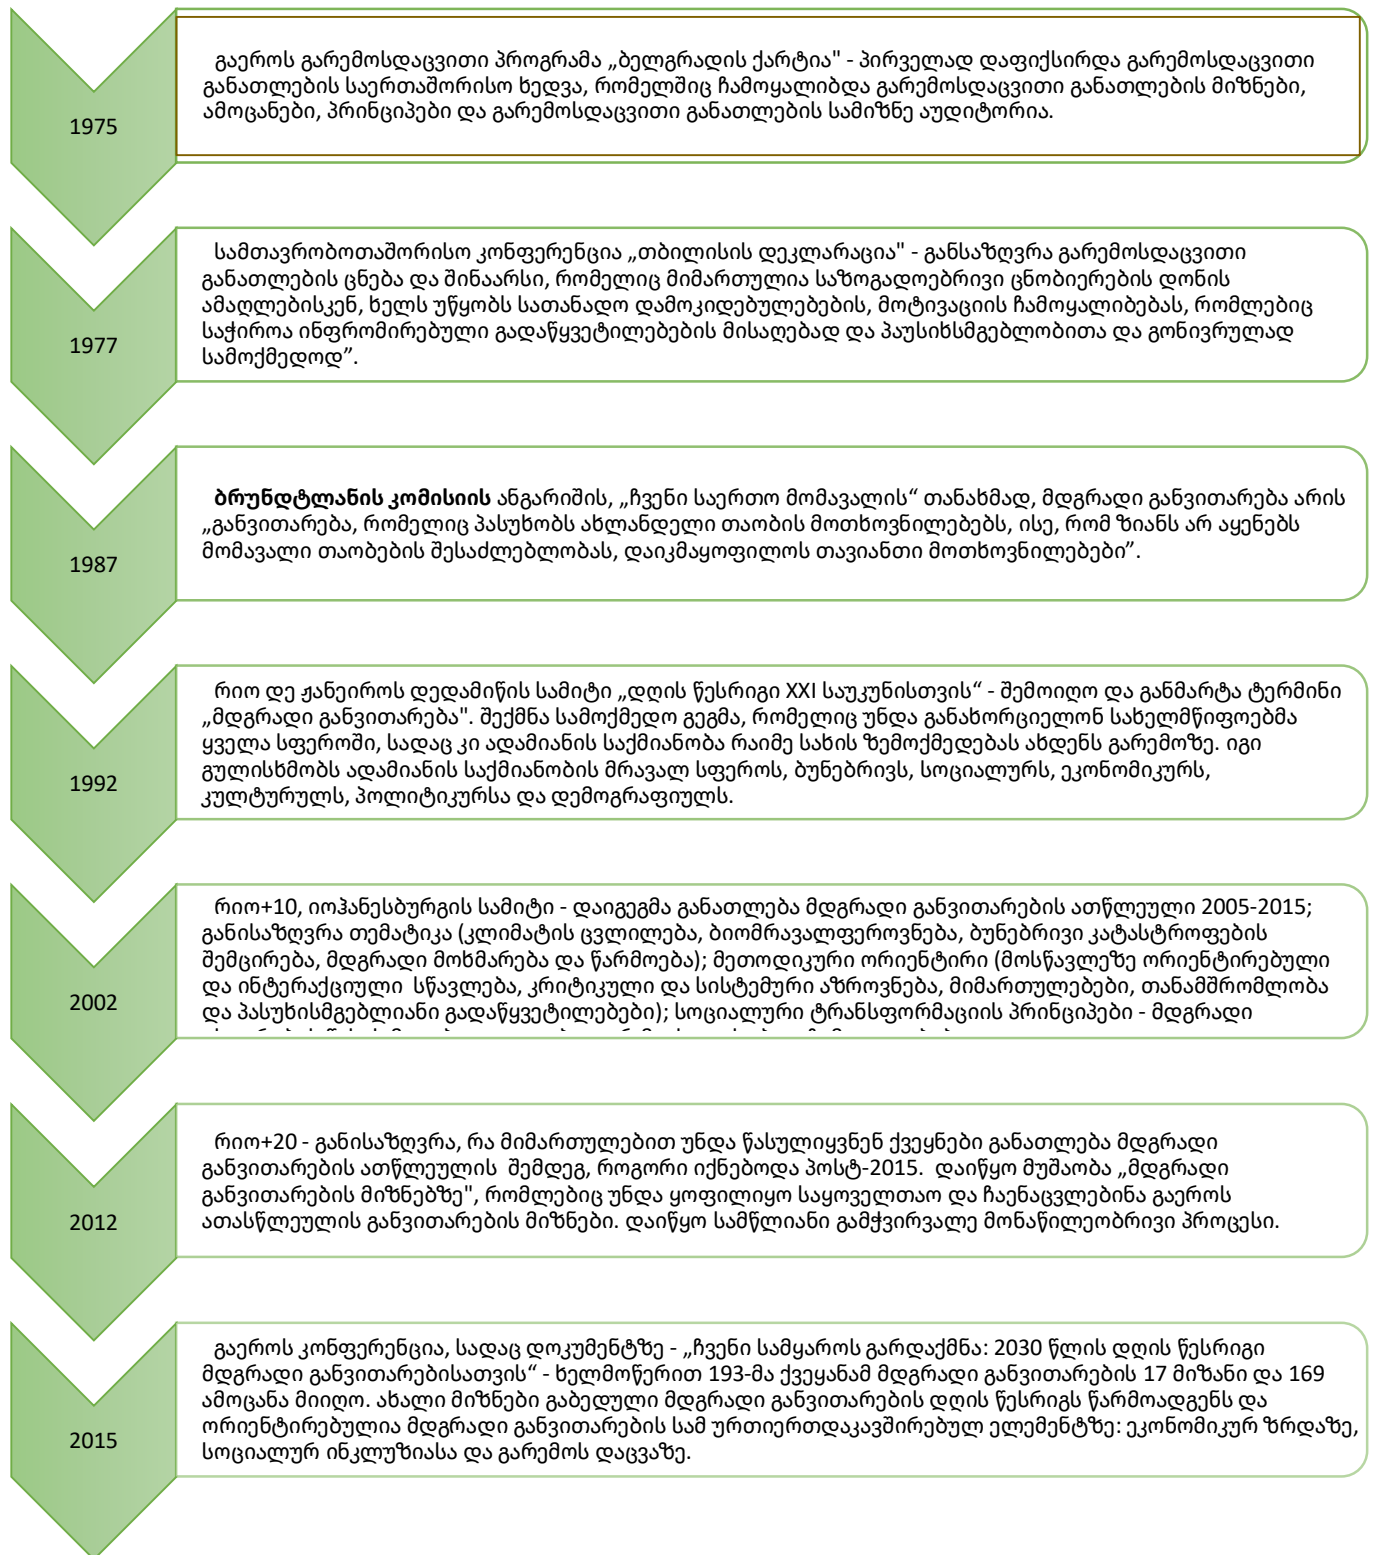 1975
გაეროს გარემოსდაცვითი პროგრამა „ბელგრადის ქარტია" - პირველად დაფიქსირდა გარემოსდაცვითი
განათლების საერთაშორისო ხედვა, რომელშიც ჩამოყალიბდა გარემოსდაცვითი განათლების მიზნები,
ამოცანები, პრინციპები და გარემოსდაცვითი განათლების სამიზნე აუდიტორია.
1977
სამთავრობოთაშორისო კონფერენცია „თბილისის დეკლარაცია" - განსაზღვრა გარემოსდაცვითი
განათლების ცნება და შინაარსი, რომელიც მიმართულია საზოგადოებრივი ცნობიერების დონის
ამაღლებისკენ, ხელს უწყობს სათანადო დამოკიდებულებების, მოტივაციის ჩამოყალიბებას, რომლებიც
საჭიროა ინფრომირებული გადაწყვეტილებების მისაღებად და პაუსიხსმგებლობითა და გონივრულად
სამოქმედოდ”.
1987
ბრუნდტლანის კომისიის ანგარიშის, „ჩვენი საერთო მომავალის“ თანახმად, მდგრადი განვითარება არის
„განვითარება, რომელიც პასუხობს ახლანდელი თაობის მოთხოვნილებებს, ისე, რომ ზიანს არ აყენებს
მომავალი თაობების შესაძლებლობას, დაიკმაყოფილოს თავიანთი მოთხოვნილებები”.
1992
რიო დე ჟანეიროს დედამიწის სამიტი „დღის წესრიგი XXI საუკუნისთვის“ - შემოიღო და განმარტა ტერმინი
„მდგრადი განვითარება". შექმნა სამოქმედო გეგმა, რომელიც უნდა განახორციელონ სახელმწიფოებმა
ყველა სფეროში, სადაც კი ადამიანის საქმიანობა რაიმე სახის ზემოქმედებას ახდენს გარემოზე. იგი
გულისხმობს ადამიანის საქმიანობის მრავალ სფეროს, ბუნებრივს, სოციალურს, ეკონომიკურს,
კულტურულს, პოლიტიკურსა და დემოგრაფიულს.
2002
რიო+10, იოჰანესბურგის სამიტი - დაიგეგმა განათლება მდგრადი განვითარების ათწლეული 2005-2015;
განისაზღვრა თემატიკა (კლიმატის ცვლილება, ბიომრავალფეროვნება, ბუნებრივი კატასტროფების
შემცირება, მდგრადი მოხმარება და წარმოება); მეთოდიკური ორიენტირი (მოსწავლეზე ორიენტირებული
და ინტერაქციული სწავლება, კრიტიკული და სისტემური აზროვნება, მიმართულებები, თანამშრომლობა
და პასუხისმგებლიანი გადაწყვეტილებები); სოციალური ტრანსფორმაციის პრინციპები - მდგრადი
2012
რიო+20 - განისაზღვრა, რა მიმართულებით უნდა წასულიყვნენ ქვეყნები განათლება მდგრადი
განვითარების ათწლეულის შემდეგ, როგორი იქნებოდა პოსტ-2015. დაიწყო მუშაობა „მდგრადი
განვითარების მიზნებზე", რომლებიც უნდა ყოფილიყო საყოველთაო და ჩაენაცვლებინა გაეროს
ათასწლეულის განვითარების მიზნები. დაიწყო სამწლიანი გამჭვირვალე მონაწილეობრივი პროცესი.
2015
გაეროს კონფერენცია, სადაც დოკუმენტზე - „ჩვენი სამყაროს გარდაქმნა: 2030 წლის დღის წესრიგი
მდგრადი განვითარებისათვის“ - ხელმოწერით 193-მა ქვეყანამ მდგრადი განვითარების 17 მიზანი და 169
ამოცანა მიიღო. ახალი მიზნები გაბედული მდგრადი განვითარების დღის წესრიგს წარმოადგენს და
ორიენტირებულია მდგრადი განვითარების სამ ურთიერთდაკავშირებულ ელემენტზე: ეკონომიკურ ზრდაზე,
სოციალურ ინკლუზიასა და გარემოს დაცვაზე.